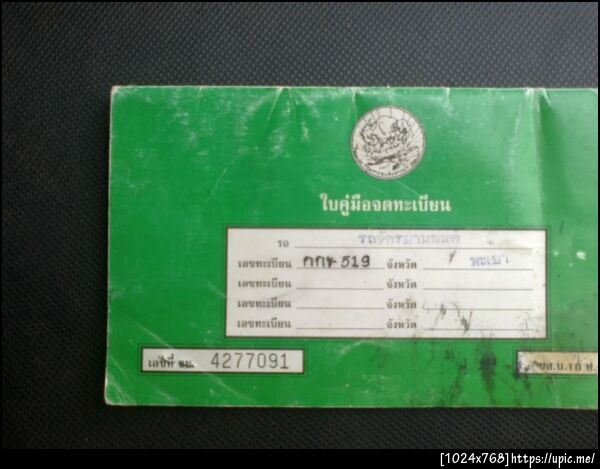 ใบคู่มือจดทะเบียน
รถ รถจักรยานยนต์
เลขทะเบียน กกษ-519 จังหวัด พะเยา
เลขทะเบียน จังหวัด
เลขทะเบียน จังหวัด
เลขทะเบียน จังหวัด
เลขที่ 4277091
[1024x768]https://upic.me/